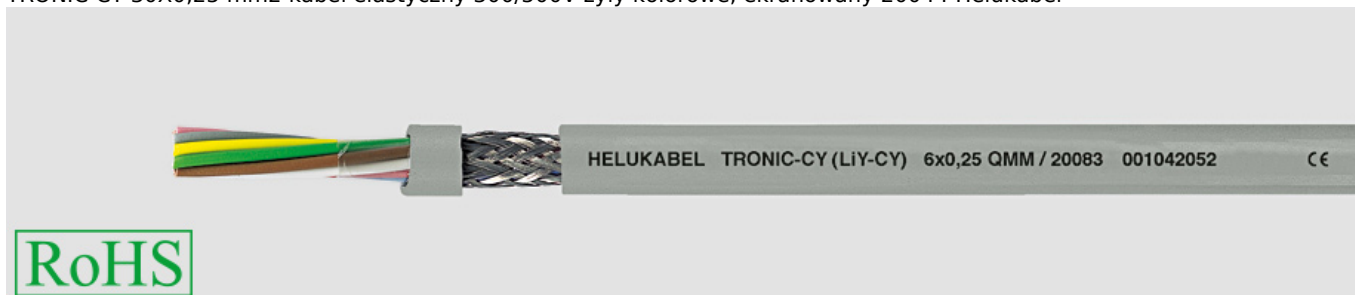 HELUKABEL TRONIC-CY (LiY-CY) 6x0,25 QMM / 20083 001042052 CE
RoHS